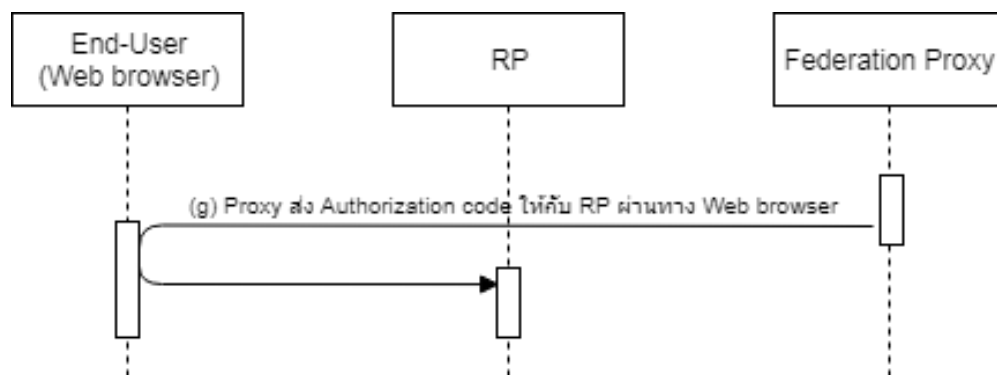 End-User
(Web browser)
RP
Federation Proxy
(g) Proxy ส่ง Authorization code ให้กับ RP ผ่านทาง Web browser